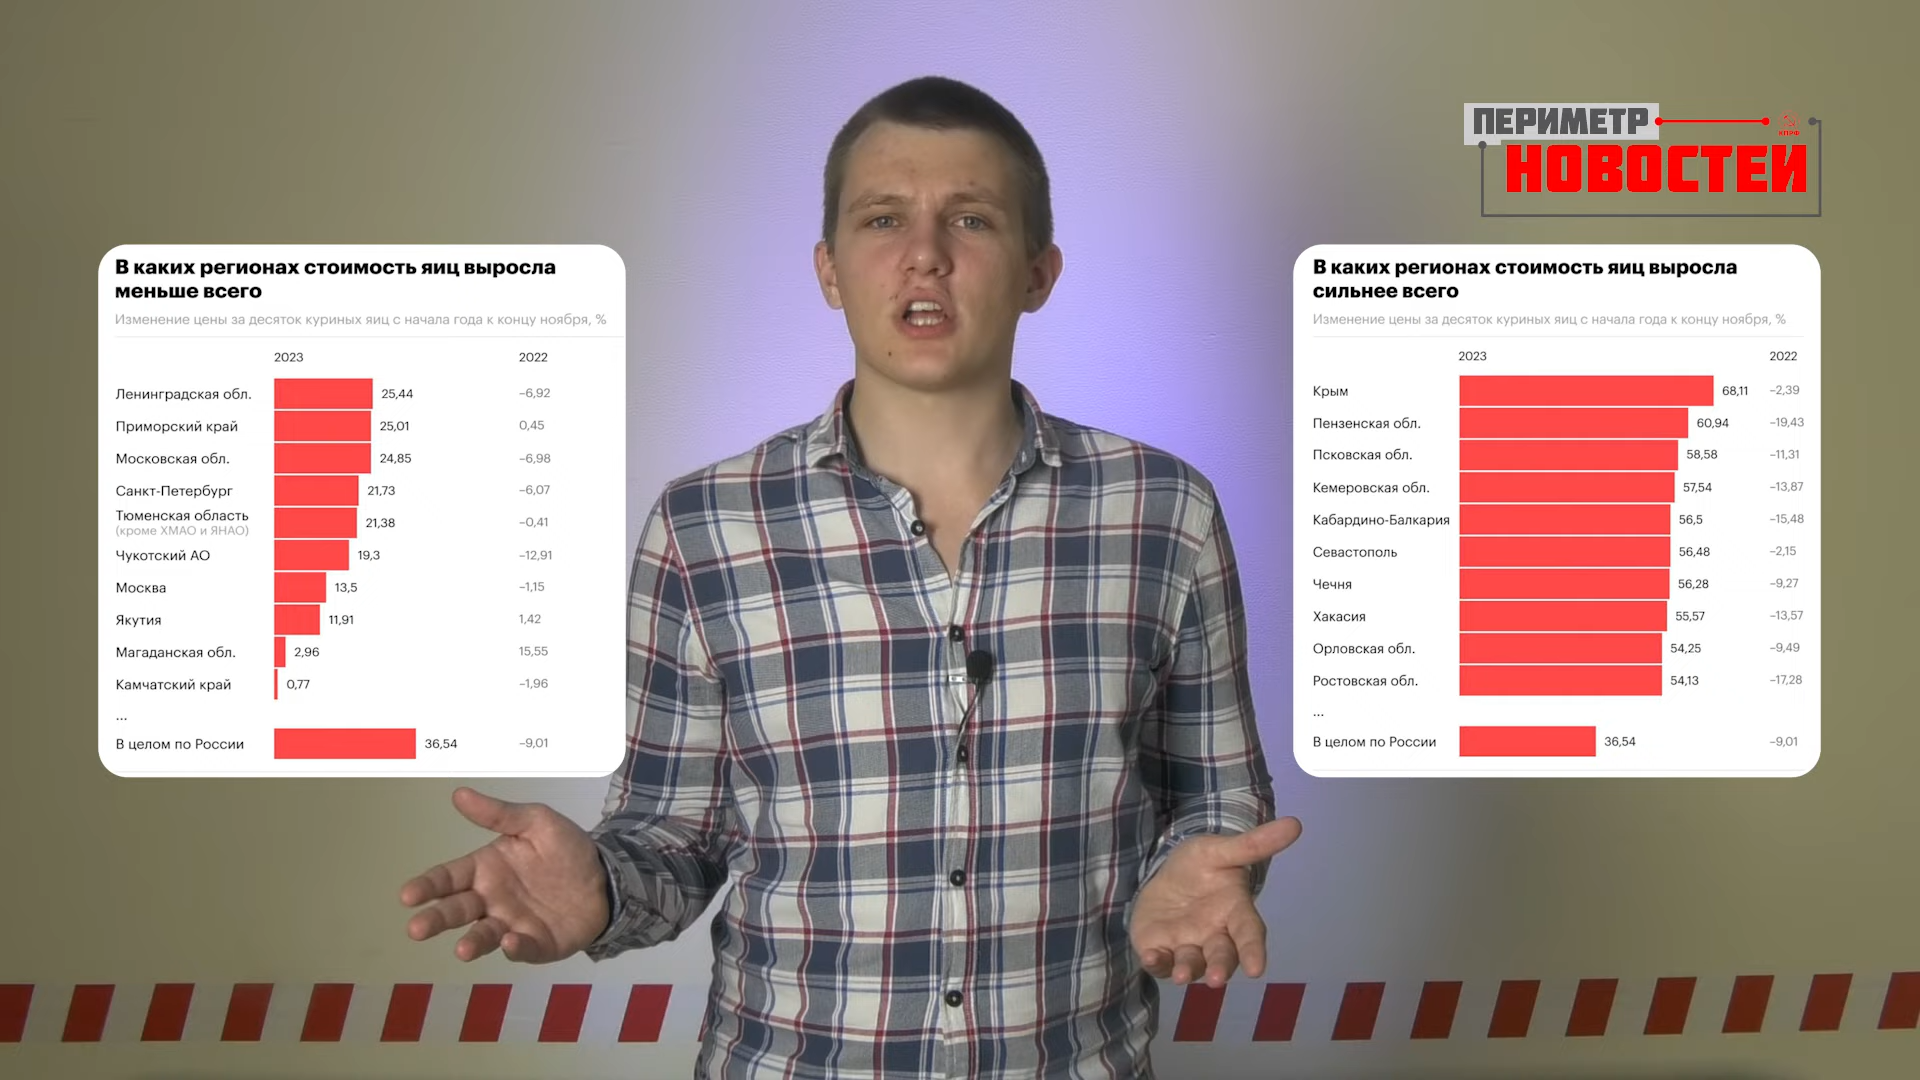 ПЕРИМЕТР
КПРФ
НОВОСТЕЙ
В каких регионах стоимость яиц выросла
меньше всего
Изменение цены за десяток куриных яиц с начала года к концу ноября, %
2023 2022
Ленинградская обл. 25,44 –6,92
Приморский край 25,01 0,45
Московская обл. 24,85 –6,98
Санкт-Петербург 21,73 –6,07
Тюменская область 21,38 –0,41
(кроме ХМАО и ЯНАО)
Чукотский АО 19,3 –12,91
Москва 13,5 –1,15
Якутия 11,91 1,42
Магаданская обл. 2,96 15,55
Камчатский край 0,77 –1,96
...
В целом по России 36,54 –9,01
В каких регионах стоимость яиц выросла
сильнее всего
Изменение цены за десяток куриных яиц с начала года к концу ноября, %
2023 2022
Крым 68,11 –2,39
Пензенская обл. 60,94 –19,43
Псковская обл. 58,58 –11,31
Кемеровская обл. 57,54 –13,87
Кабардино-Балкария 56,5 –15,48
Севастополь 56,48 –2,15
Чечня 56,28 –9,27
Хакасия 55,57 –13,57
Орловская обл. 54,25 –9,49
Ростовская обл. 54,13 –17,28
...
В целом по России 36,54 –9,01